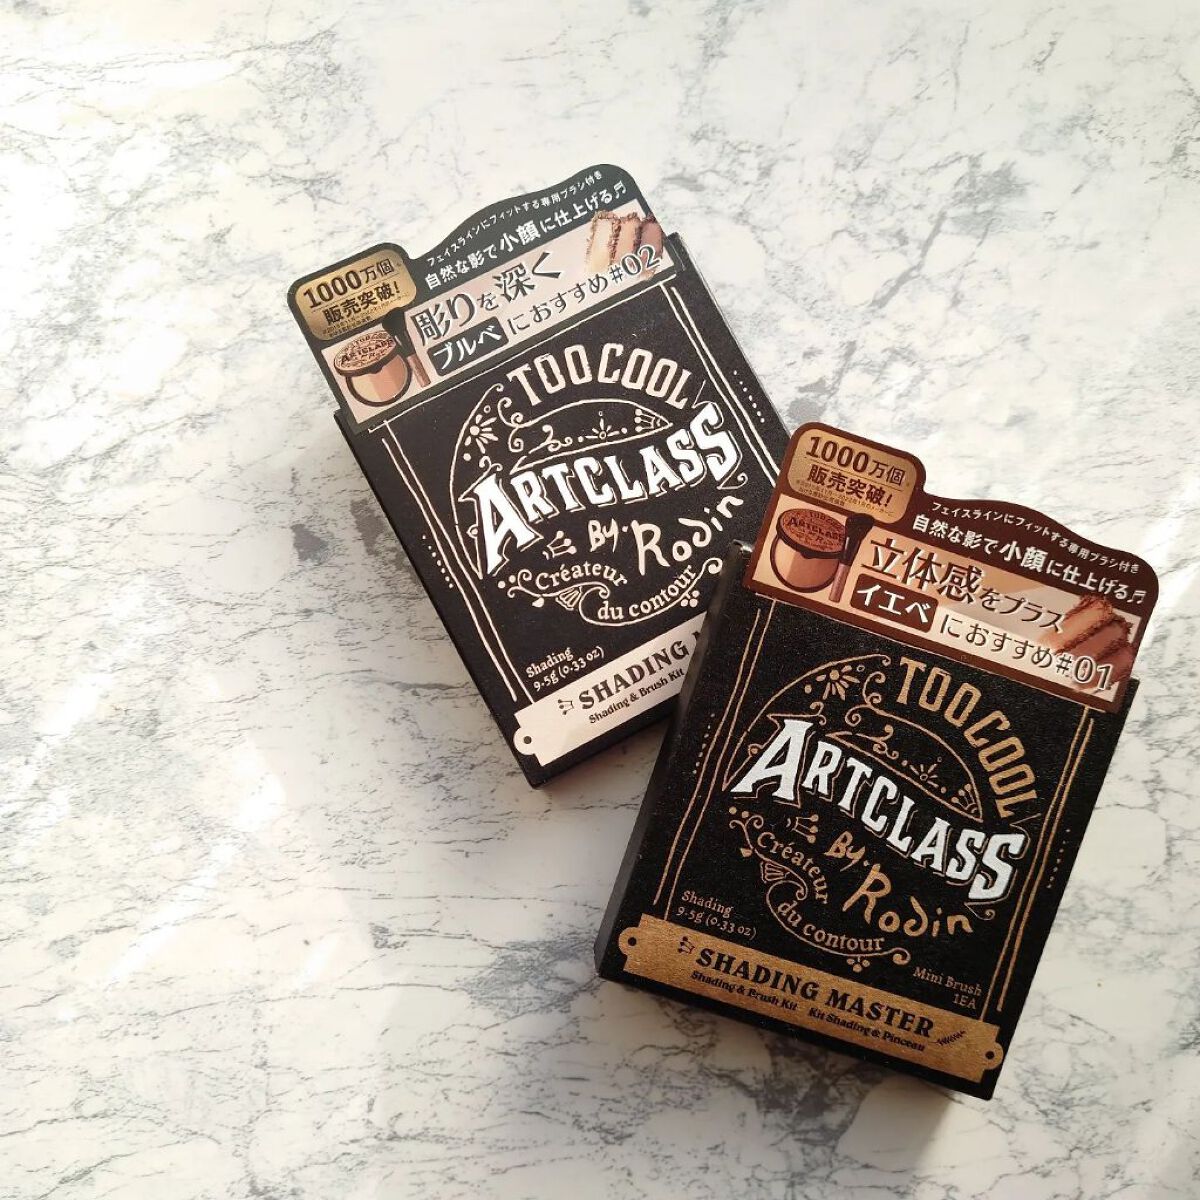 フェイスラインにフィットする専用ブラシ付き
自然な影で小顔に仕上げる♬
1000万個
販売突破!
彫りを深く
ブルベにおすすめ#02
ARTCLASS
TOO COOL
ARTCLASS
By. Rodin
Créateur
du contour
Shading
9.5g (0.33 oz)
SHADING
Shading & Brush Kit
1000万個
販売突破!
フェイスラインにフィットする専用ブラシ付き
自然な影で小顔に仕上げる♬
立体感をプラス
イエベにおすすめ#01
ARTCLASS
TOO COOL
ARTCLASS
By. Rodin
Créateur
du contour
Shading
9.5g (0.33 oz)
Mini Brush
1EA
SHADING MASTER
Shading & Brush Kit Kit Shading & Pinceau